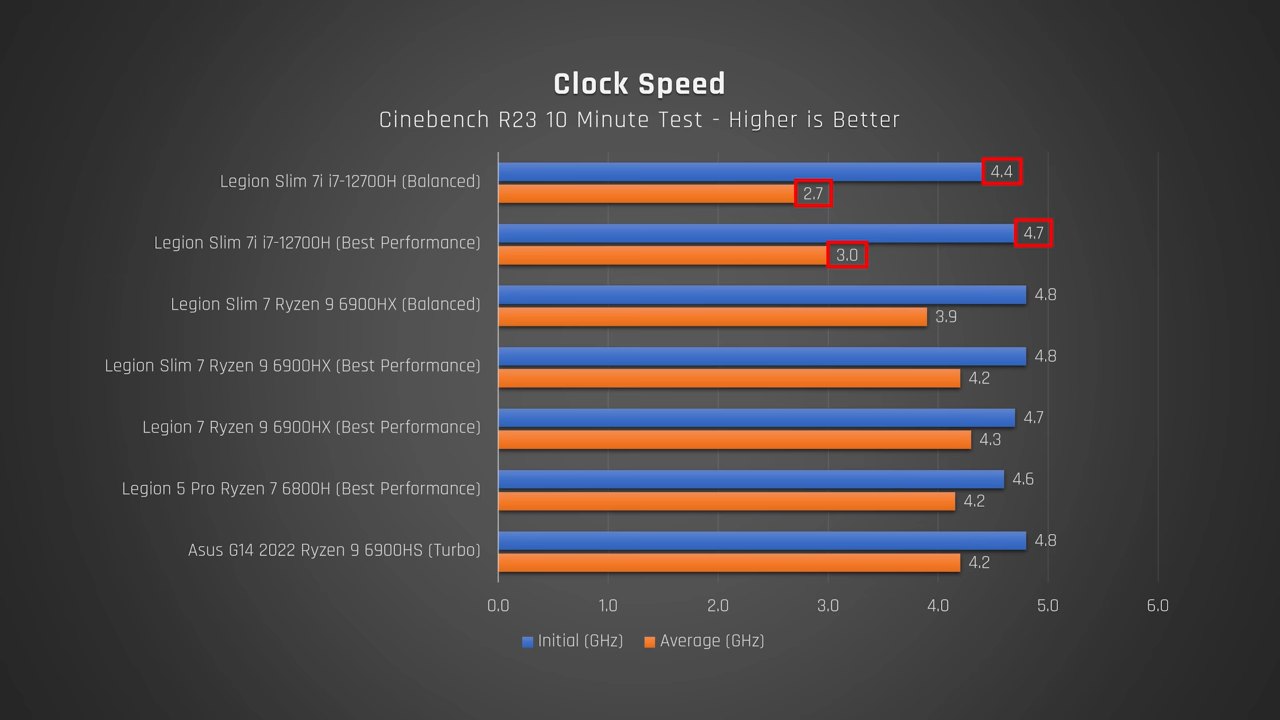 Clock Speed
Cinebench R23 10 Minute Test - Higher is Better
Legion Slim 7i i7-12700H (Balanced)
4.4
2.7
Legion Slim 7i i7-12700H (Best Performance)
4.7
3.0
Legion Slim 7 Ryzen 9 6900HX (Balanced)
4.8
3.9
Legion Slim 7 Ryzen 9 6900HX (Best Performance)
4.8
4.2
Legion 7 Ryzen 9 6900HX (Best Performance)
4.7
4.3
Legion 5 Pro Ryzen 7 6800H (Best Performance)
4.6
4.2
Asus G14 2022 Ryzen 9 6900HS (Turbo)
4.8
4.2
0.0 1.0 2.0 3.0 4.0 5.0 6.0
Initial (GHz) Average (GHz)